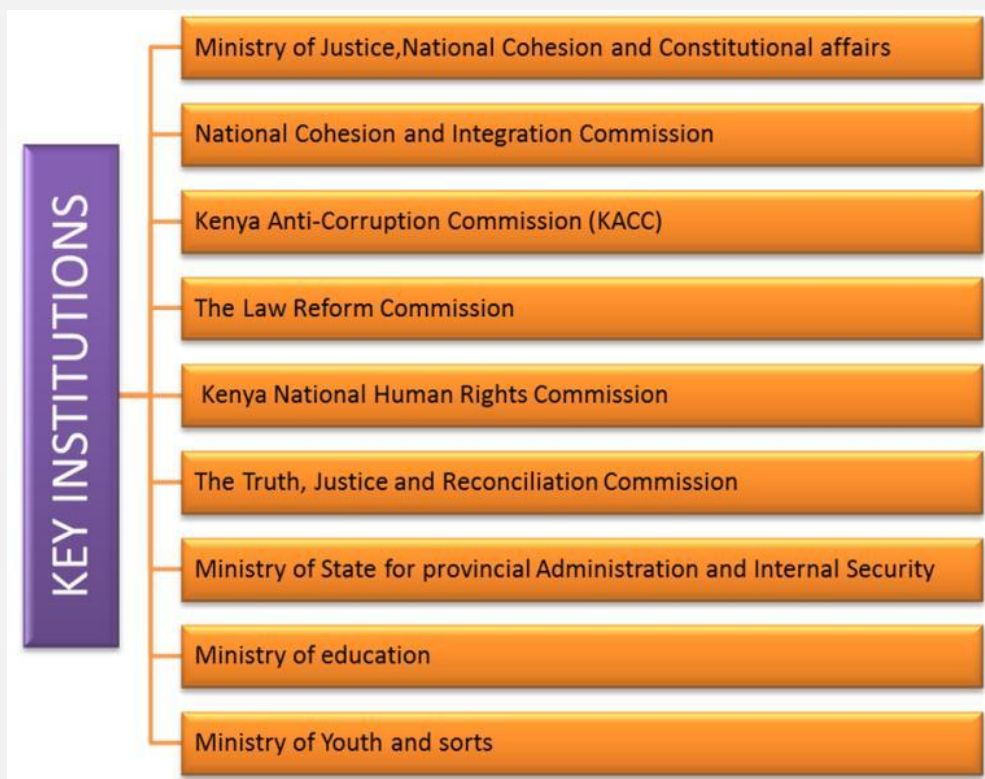 KEY INSTITUTIONS
Ministry of Justice,National Cohesion and Constitutional affairs
National Cohesion and Integration Commission
Kenya Anti-Corruption Commission (KACC)
The Law Reform Commission
Kenya National Human Rights Commission
The Truth, Justice and Reconciliation Commission
Ministry of State for provincial Administration and Internal Security
Ministry of education
Ministry of Youth and sorts